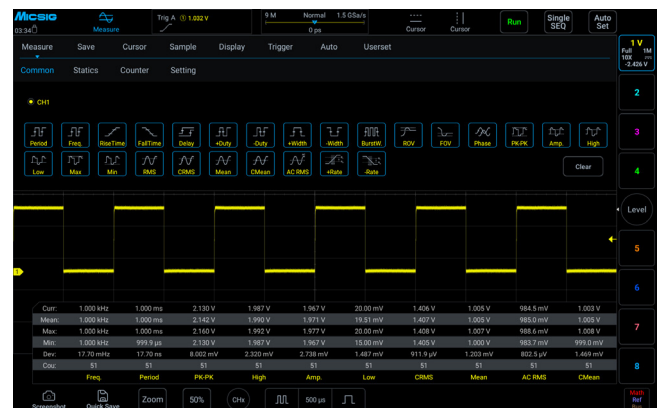 Micsig
03:34
Measure
Trig A 1 1.032 V
9 M Normal 1.5 GSa/s
0 ps
Cursor Cursor
Run
Single SEQ
Auto Set
Measure Save Cursor Sample Display Trigger Auto Userset
Common Statics Counter Setting
1 V
Full 1M
10X
-2.426 V
CH1
2
3
4
Level
5
6
7
8
Period Freq. RiseTime FallTime Delay +Duty -Duty +Width -Width BurstW. ROV FOV Phase PK-PK Amp. High
Low Max Min RMS CRMS Mean CMean AC RMS +Rate -Rate Clear
1
Curr: 1.000 kHz 1.000 ms 2.130 V 1.987 V 1.967 V 20.00 mV 1.406 V 1.005 V 984.5 mV 1.003 V
Mean: 1.000 kHz 1.000 ms 2.142 V 1.990 V 1.971 V 19.51 mV 1.407 V 1.005 V 985.0 mV 1.005 V
Max: 1.000 kHz 1.000 ms 2.160 V 1.992 V 1.977 V 20.00 mV 1.408 V 1.007 V 988.6 mV 1.008 V
Min: 1.000 kHz 999.9 µs 2.130 V 1.987 V 1.967 V 15.00 mV 1.405 V 1.000 V 983.7 mV 999.0 mV
Dev: 17.70 mHz 17.70 ns 8.002 mV 2.320 mV 2.738 mV 1.487 mV 911.9 µV 1.203 mV 802.5 µV 1.469 mV
Cou: 51 51 51 51 51 51 51 51 51 51
Freq. Period PK-PK High Amp. Low CRMS Mean AC RMS CMean
Screenshot Quick Save Zoom 50% CHx 500 µs
Math
Ref
Bus